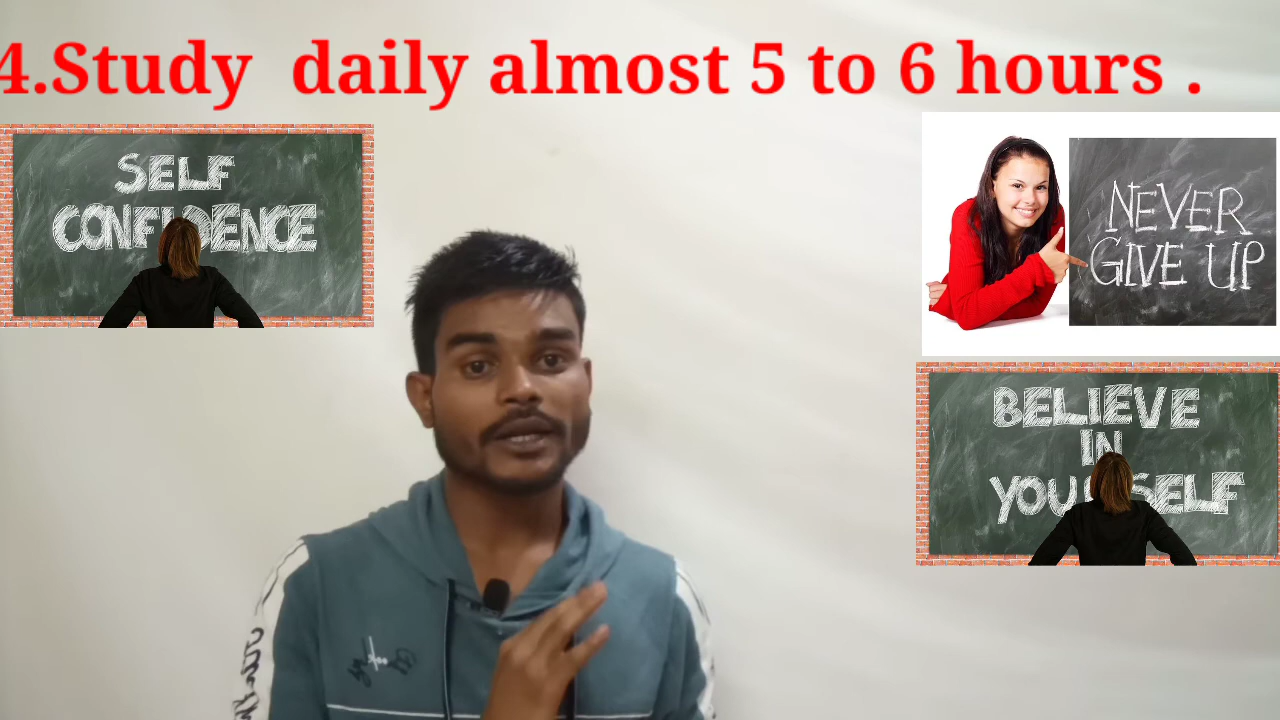 4.Study daily almost 5 to 6 hours .
SELF
CONFIDENCE
NEVER
GIVE UP
BELIEVE
IN
YOURSELF